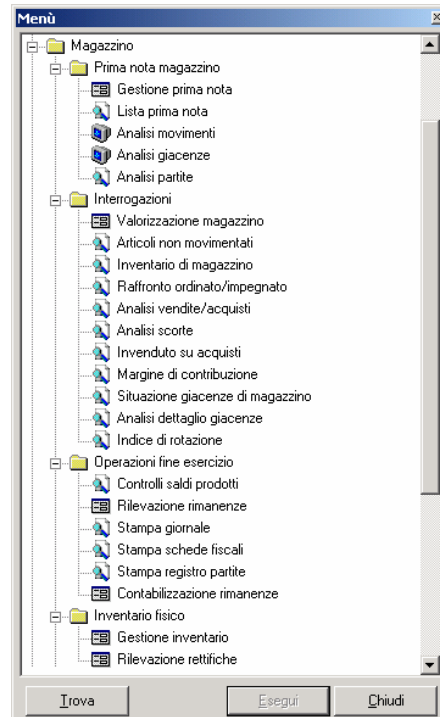 Menù
Magazzino
Prima nota magazzino
Gestione prima nota
Lista prima nota
Analisi movimenti
Analisi giacenze
Analisi partite
Interrogazioni
Valorizzazione magazzino
Articoli non movimentati
Inventario di magazzino
Raffronto ordinato/impegnato
Analisi vendite/acquisti
Analisi scorte
Invenduto su acquisti
Margine di contribuzione
Situazione giacenze di magazzino
Analisi dettaglio giacenze
Indice di rotazione
Operazioni fine esercizio
Controlli saldi prodotti
Rilevazione rimanenze
Stampa giornale
Stampa schede fiscali
Stampa registro partite
Contabilizzazione rimanenze
Inventario fisico
Gestione inventario
Rilevazione rettifiche
Trova Esegui Chiudi